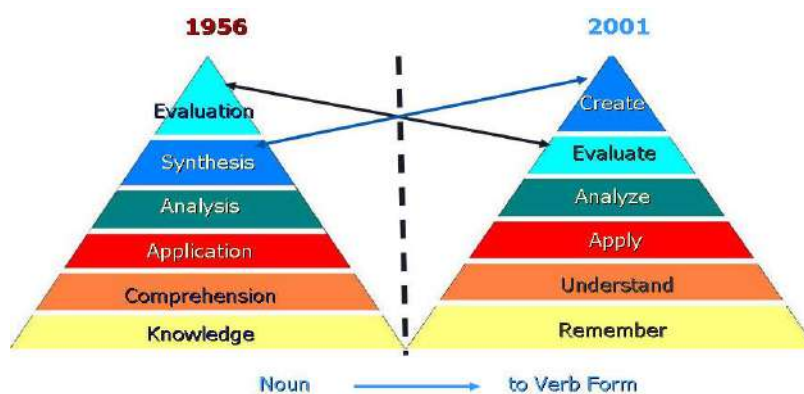 1956
2001
Evaluation
Synthesis
Analysis
Application
Comprehension
Knowledge
Create
Evaluate
Analyze
Apply
Understand
Remember
Noun to Verb Form